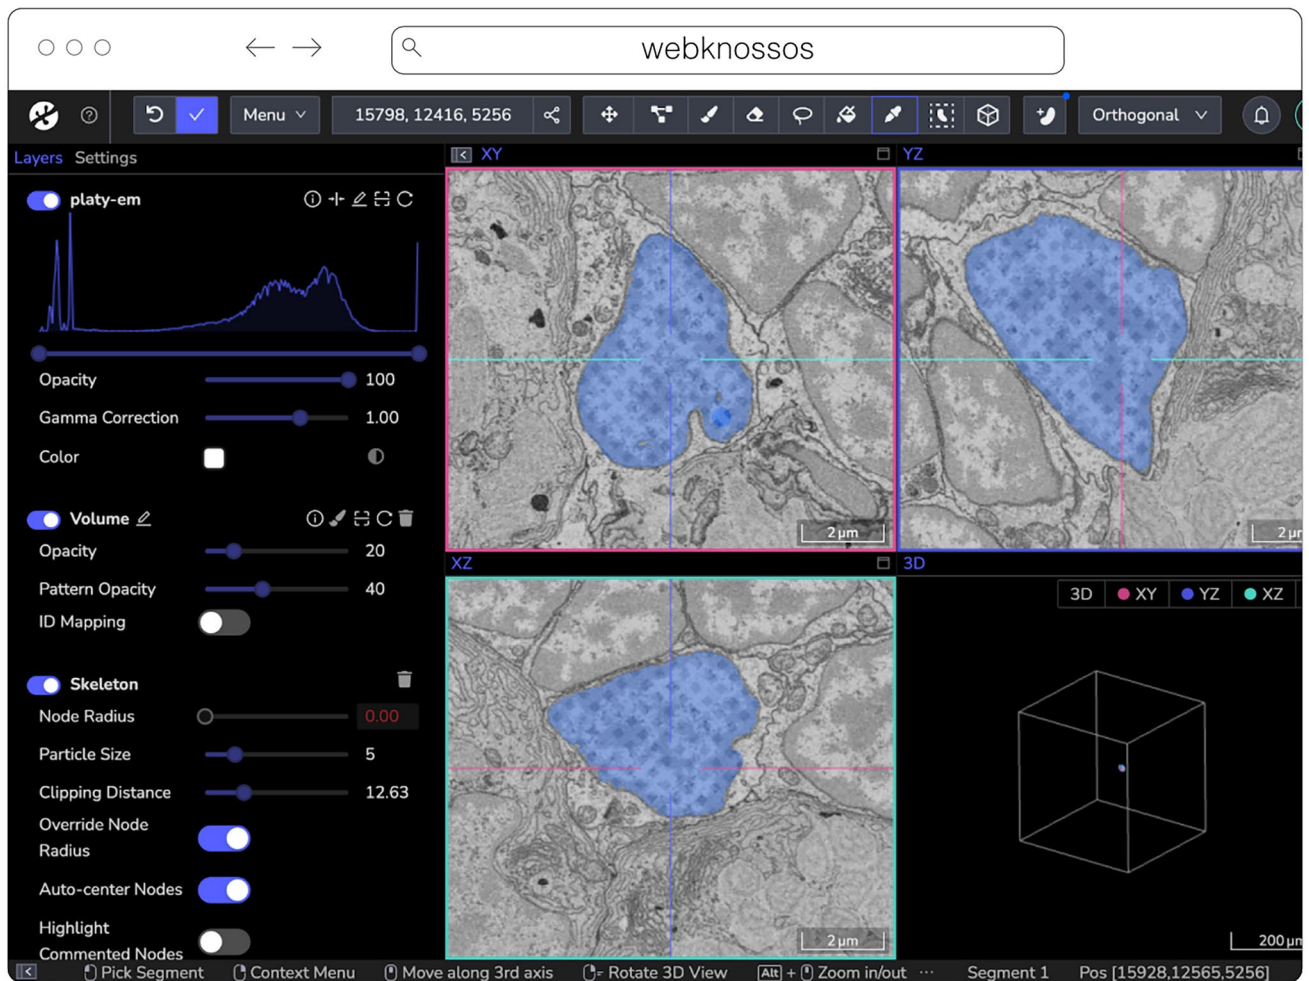 webknossos
Menu
15798, 12416, 5256
Orthogonal
Layers Settings
XY
YZ
platy-em
Opacity 100
Gamma Correction 1.00
Color
2 µm
2 µm
Volume
Opacity 20
Pattern Opacity 40
ID Mapping
XZ
3D
3D XY YZ XZ
Skeleton
Node Radius 0.00
Particle Size 5
Clipping Distance 12.63
Override Node
Radius
Auto-center Nodes
Highlight
Commented Nodes
2 µm
200 µm
Pick Segment Context Menu Move along 3rd axis Rotate 3D View Alt + Zoom in/out ··· Segment 1 Pos [15928,12565,5256]